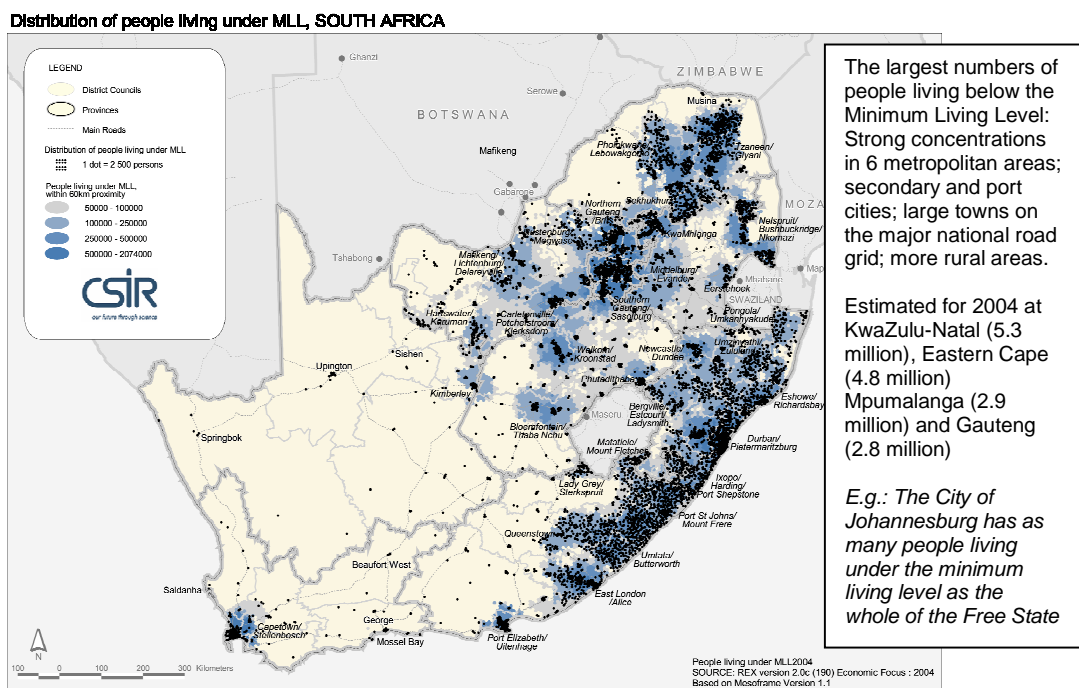 Distribution of people living under MLL, SOUTH AFRICA
LEGEND
District Councils
Provinces
Main Roads
Distribution of people living under MLL
1 dot = 2 500 persons
People living under MLL,
within 60km proximity
50000 - 100000
100000 - 250000
250000 - 500000
500000 - 2074000
CSIR
our future through science
Ghanzi
Serowe
ZIMBABWE
BOTSWANA
Musina
Mafikeng
Tzaneen/
Giyani
Gabarone
MOZA
Northern
Gauteng
Sekhukhune
Nelspruit/
Bushbuckridge/
Nkomazi
KwaMhlanga
Tshabong
Mafikeng/
Lichtenburg/
Delareyville
Middelburg/
Evander
Mbabane
Map
Eerstehoek
SWAZILAND
Hartswater/
Kuruman
Carletonville/
Potchefstroom/
Klerksdorp
Southern
Gauteng/
Sasolburg
Pongola/
Umkanhyakude
Sishen
Welkom/
Kroonstad
Newcastle/
Dundee
Umzinyathi/
Zululand
Upington
Phutaditjhaba
Kimberley
Eshowe/
Richardsbay
Maseru
Bergville/
Estcourt/
Ladysmith
Bloemfontein/
Thaba Nchu
Springbok
Durban/
Pietermaritzburg
Matatiele/
Mount Fletcher
Lady Grey/
Sterkspruit
Ixopo/
Harding/
Port Shepstone
Port St Johns/
Mount Frere
Queenstown
Umtata/
Butterworth
Beaufort West
Saldanha
East London
/Alice
George
Capetown/
Stellenbosch
Mossel Bay
Port Elizabeth/
Uitenhage
N
100 0 100 200 300 Kilometers
People living under MLL2004
SOURCE: REX version 2.0c (190) Economic Focus : 2004
Based on Mesoframe Version 1.1
The largest numbers of
people living below the
Minimum Living Level:
Strong concentrations
in 6 metropolitan areas;
secondary and port
cities; large towns on
the major national road
grid; more rural areas.
Estimated for 2004 at
KwaZulu-Natal (5.3
million), Eastern Cape
(4.8 million)
Mpumalanga (2.9
million) and Gauteng
(2.8 million)
E.g.: The City of
Johannesburg has as
many people living
under the minimum
living level as the
whole of the Free State